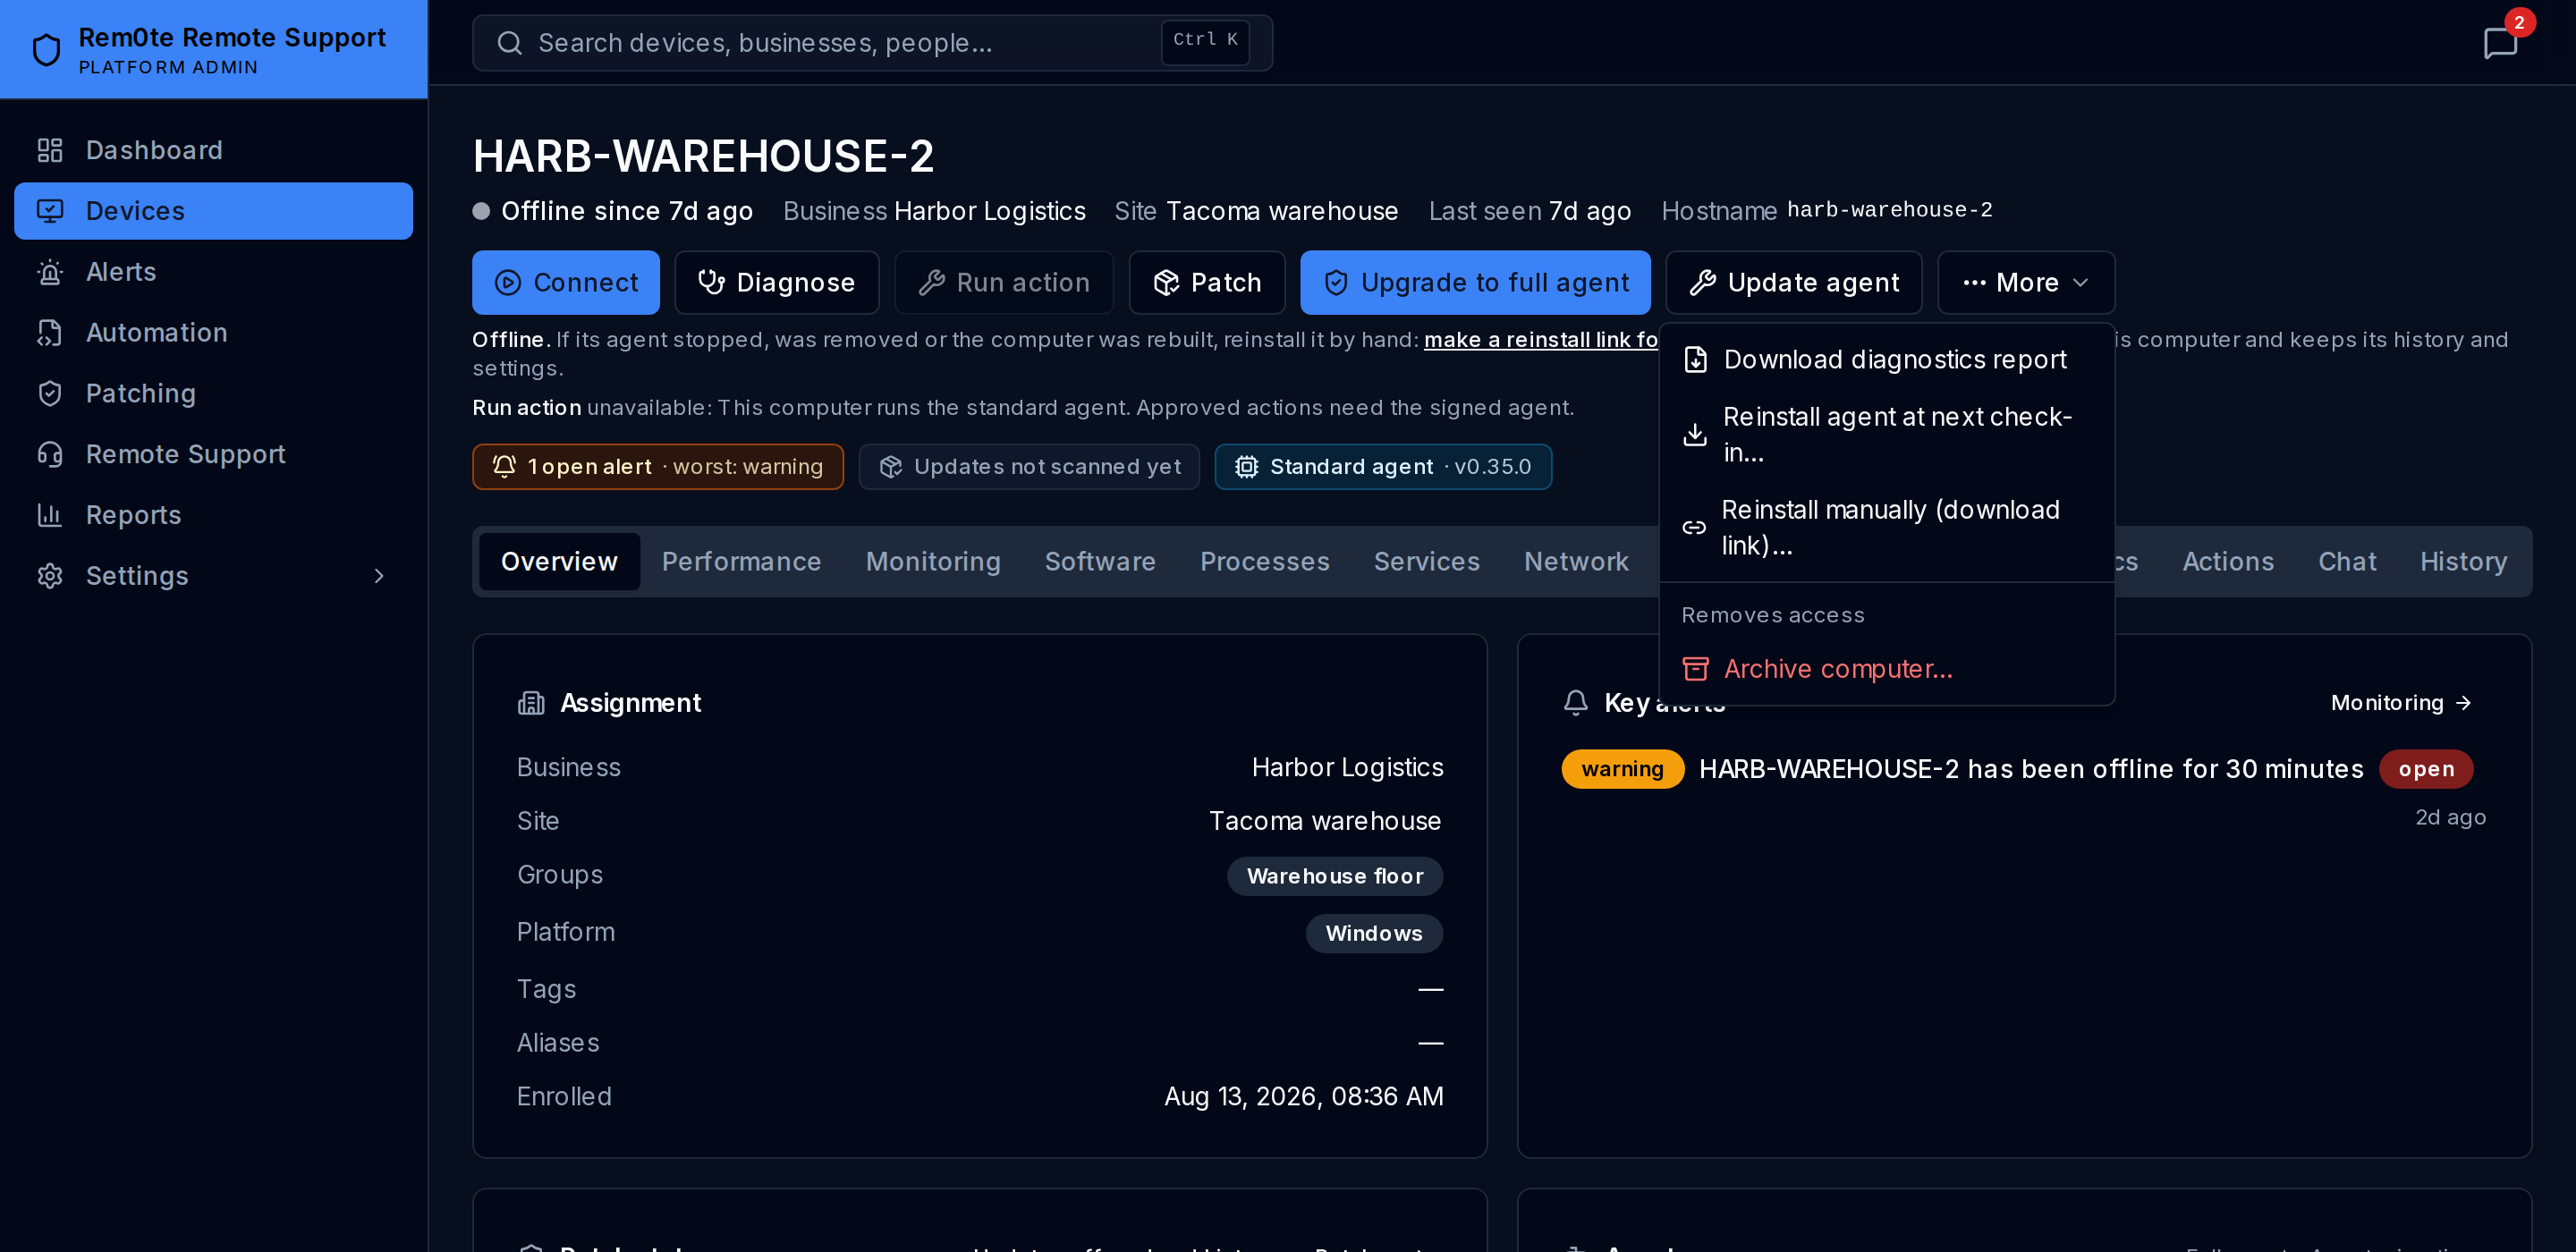 Rem0te Remote Support
PLATFORM ADMIN
Search devices, businesses, people...
Ctrl K
2
Dashboard
Devices
Alerts
Automation
Patching
Remote Support
Reports
Settings
HARB-WAREHOUSE-2
Offline since 7d ago Business Harbor Logistics Site Tacoma warehouse Last seen 7d ago Hostname harb-warehouse-2
Connect Diagnose Run action Patch Upgrade to full agent Update agent ••• More
Offline. If its agent stopped, was removed or the computer was rebuilt, reinstall it by hand: make a reinstall link computer and keeps its history and
settings.
Run action unavailable: This computer runs the standard agent. Approved actions need the signed agent.
1 open alert · worst: warning Updates not scanned yet Standard agent · v0.35.0
Download diagnostics report
Reinstall agent at next check-
in...
Reinstall manually (download
link)...
Removes access
Archive computer...
Overview Performance Monitoring Software Processes Services Network Actions Chat History
Assignment
Business Harbor Logistics
Site Tacoma warehouse
Groups Warehouse floor
Platform Windows
Tags —
Aliases —
Enrolled Aug 13, 2026, 08:36 AM
Key alerts Monitoring →
warning HARB-WAREHOUSE-2 has been offline for 30 minutes open
2d ago